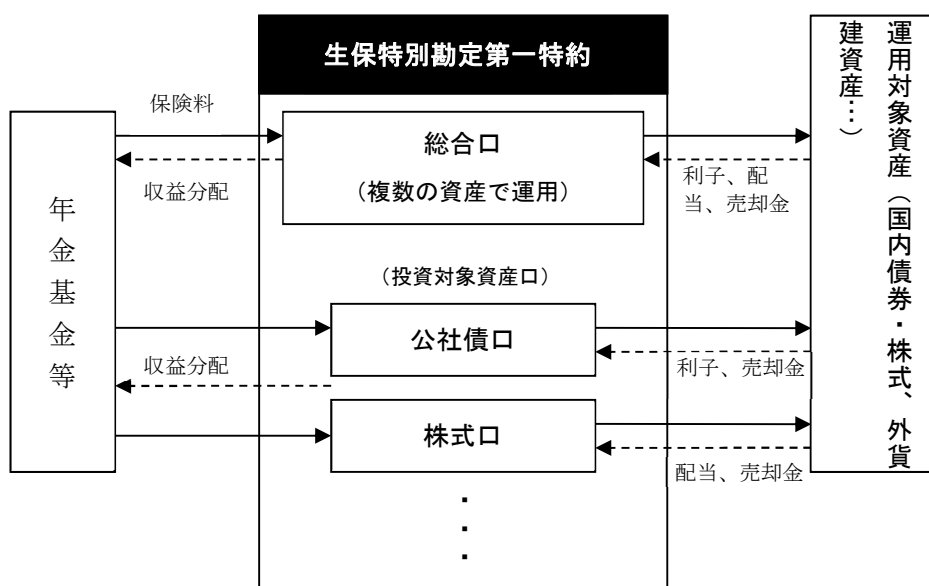 生保特別勘定第一特約
年金基金等
保険料
収益分配
総合口
（複数の資産で運用）
利子、配
当、売却金
（投資対象資産口）
公社債口
収益分配
利子、売却金
株式口
配当、売却金
・
・
・
運用対象資産（国内債券・株式、外貨
建資産…）